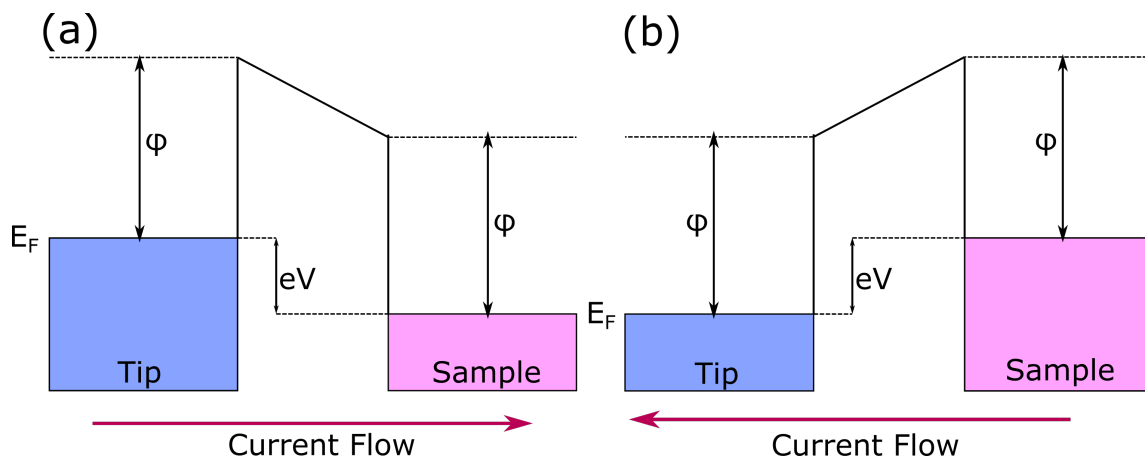 (a)
φ
φ
E_F
eV
Tip
Sample
Current Flow
(b)
φ
φ
E_F
eV
Tip
Sample
Current Flow